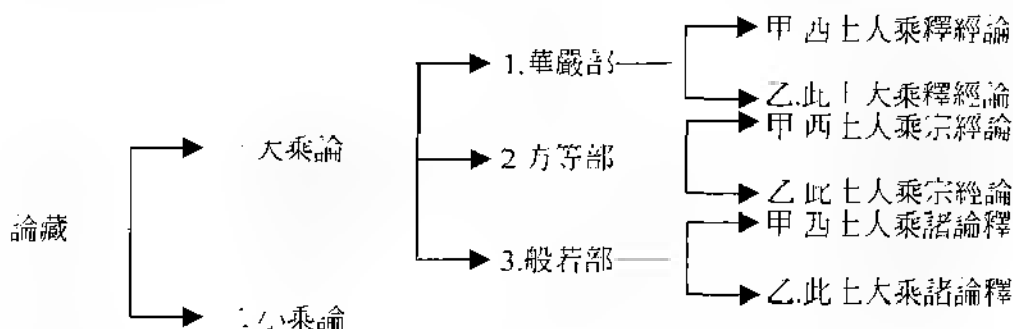 甲 西土大乘釋經論
1.華嚴部
乙.此土大乘釋經論
甲 西土大乘宗經論
一 大乘論
2 方等部
乙 此土大乘宗經論
論藏
甲 西土大乘諸論釋
3.般若部
乙.此土大乘諸論釋
二.小乘論